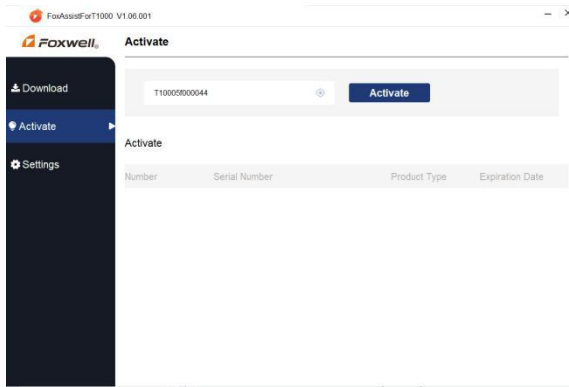 FoxAssistForT1000 V1.06.001
Foxwell®
Activate
Download
T10005f000044
Activate
Activate
Activate
Settings
Number Serial Number Product Type Expiration Date